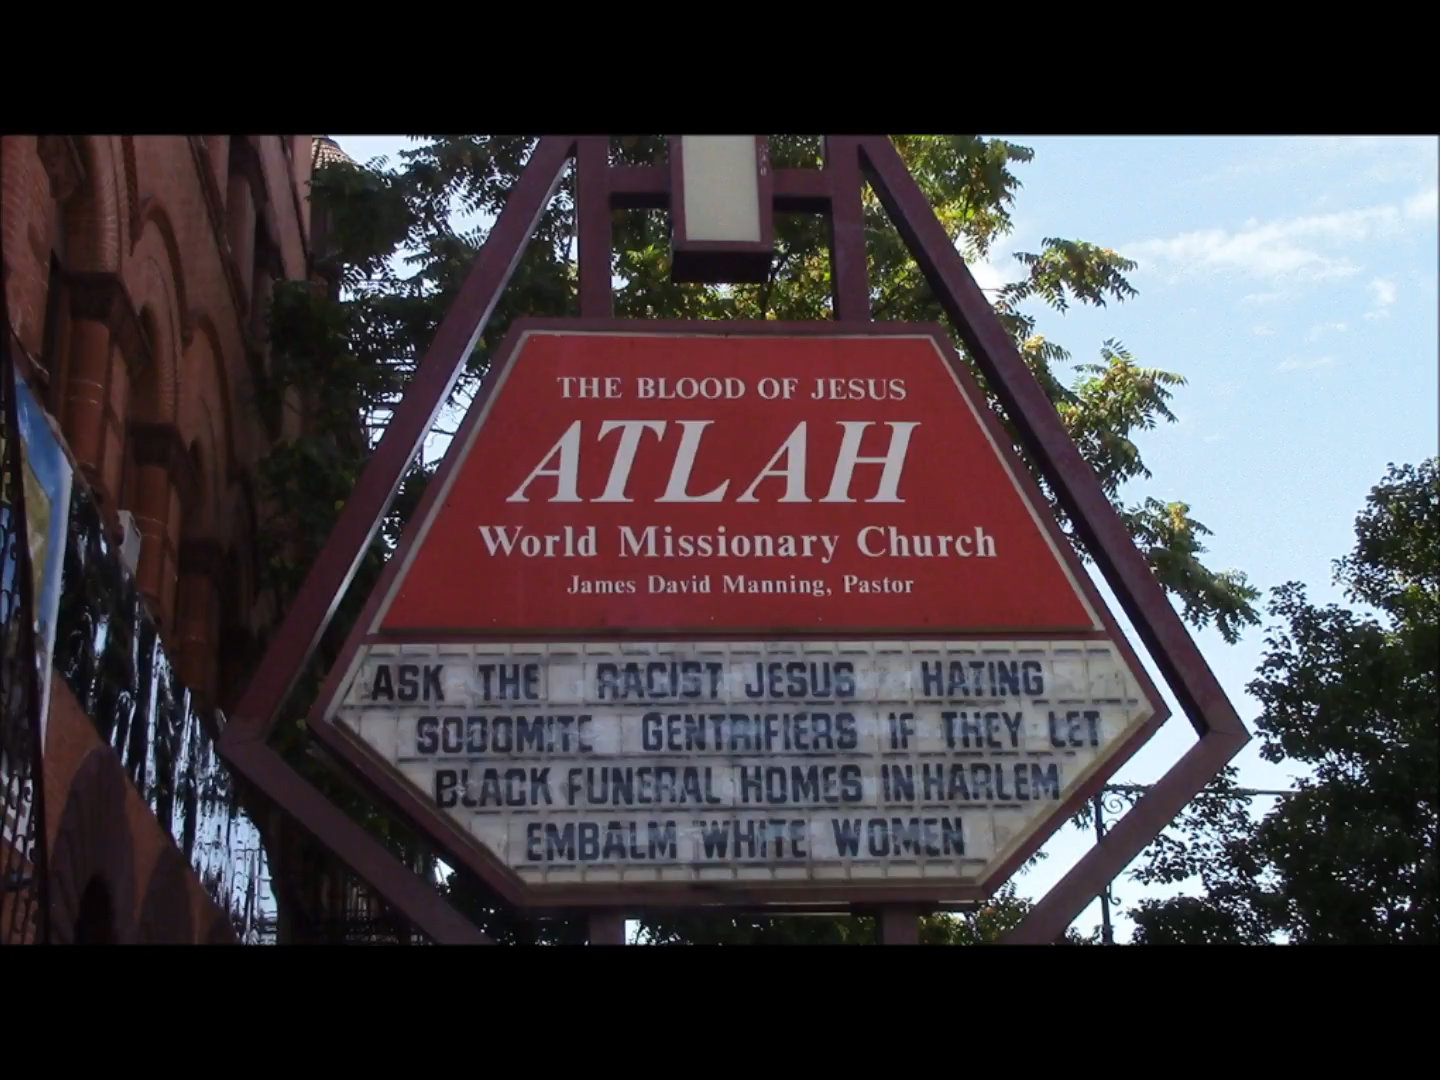 THE BLOOD OF JESUS
ATLAH
World Missionary Church
James David Manning, Pastor
ASK THE RACIST JESUS HATING
SODOMITE GENTRIFIERS IF THEY LET
BLACK FUNERAL HOMES IN HARLEM
EMBALM WHITE WOMEN